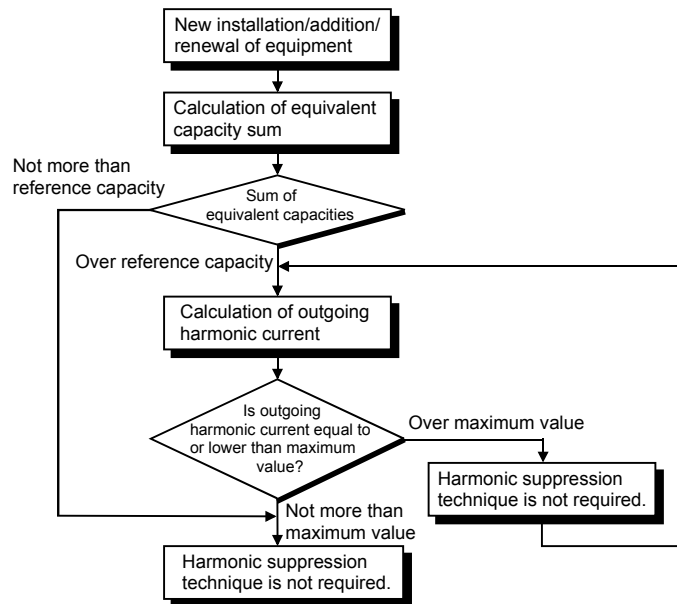 New installation/addition/
renewal of equipment
Calculation of equivalent
capacity sum
Not more than
reference capacity
Sum of
equivalent capacities
Over reference capacity
Calculation of outgoing
harmonic current
Is outgoing
harmonic current equal to
or lower than maximum
value?
Over maximum value
Harmonic suppression
technique is not required.
Not more than
maximum value
Harmonic suppression
technique is not required.